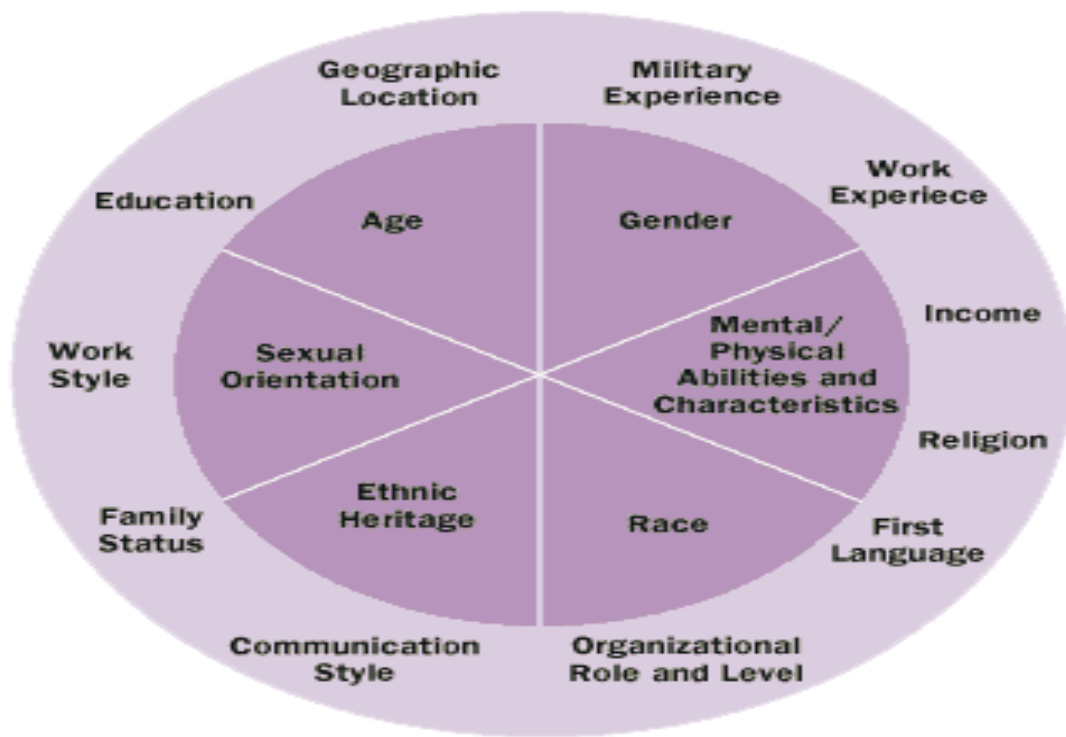 Geographic
Location
Military
Experience
Work
Experiece
Education
Age
Gender
Income
Mental/
Physical
Abilities and
Characteristics
Work
Style
Sexual
Orientation
Religion
Ethnic
Heritage
Race
Family
Status
First
Language
Communication
Style
Organizational
Role and Level